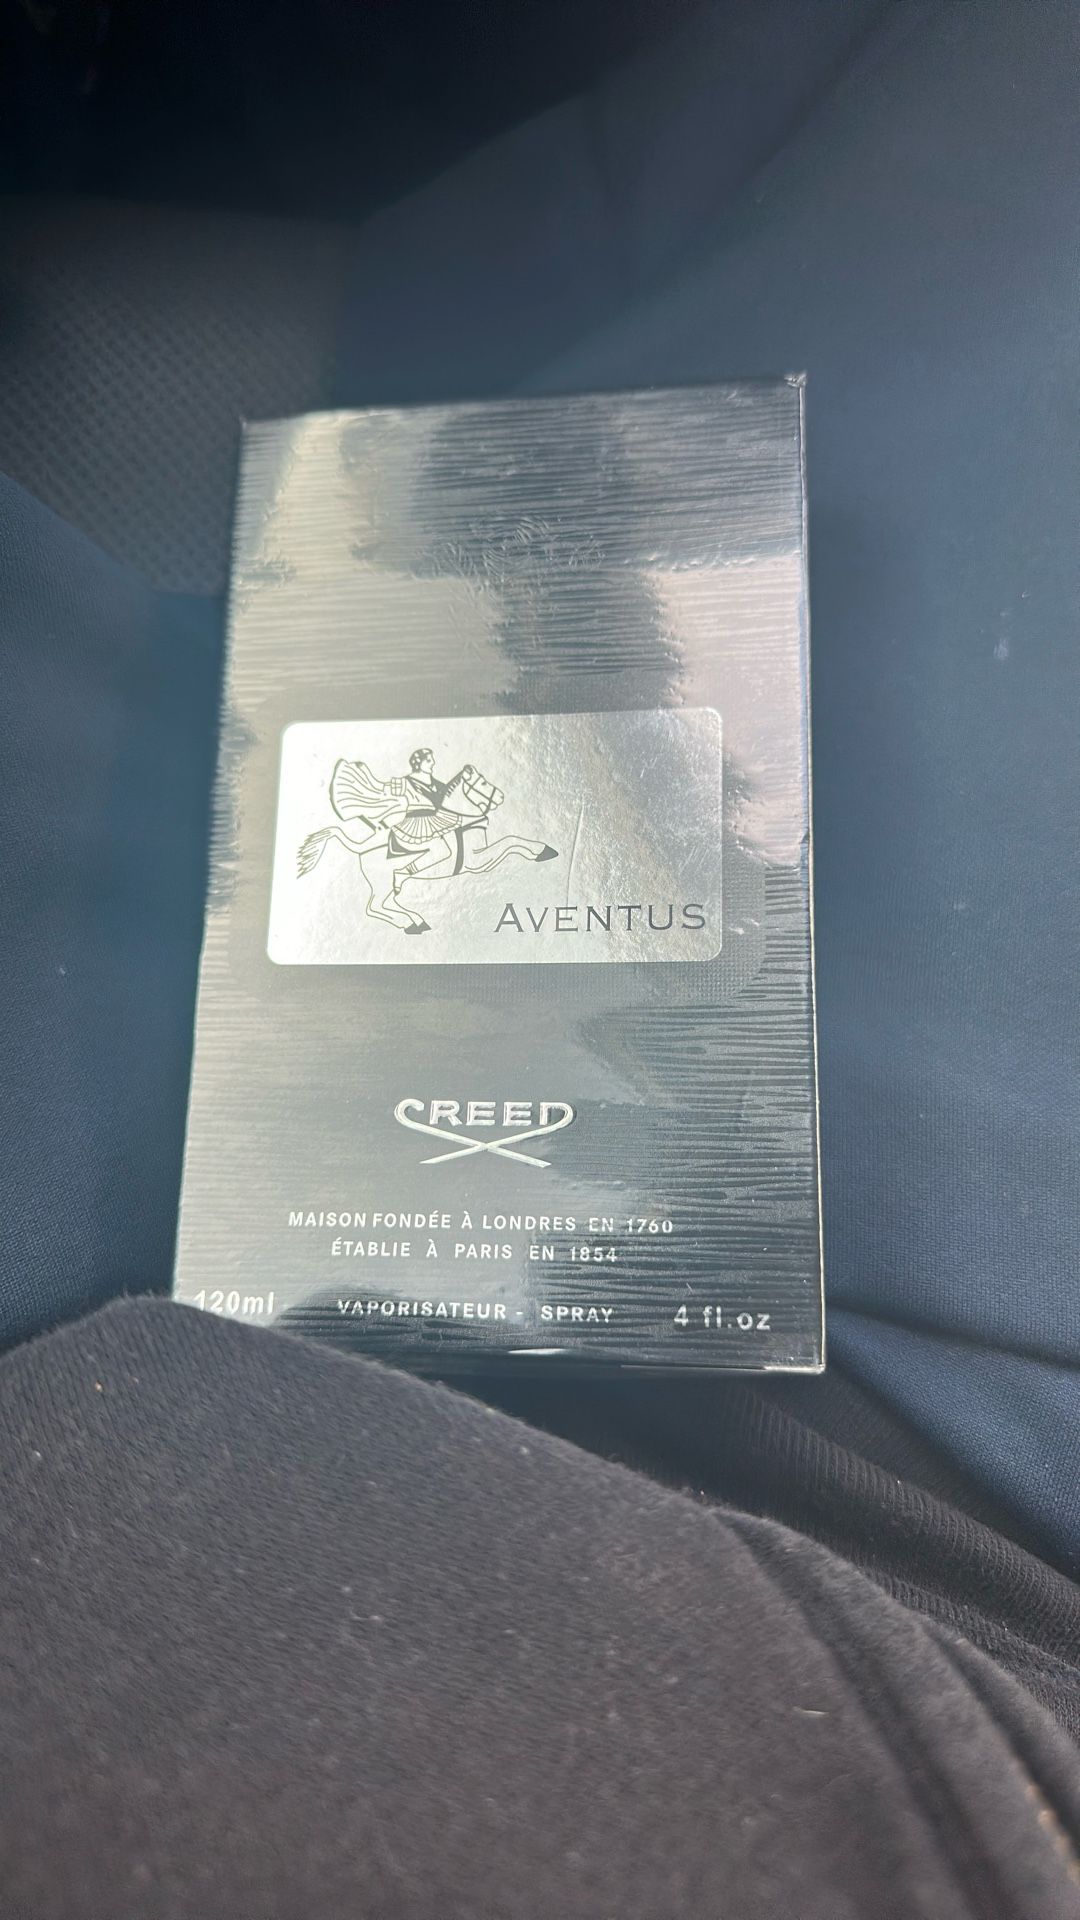 AVENTUS
CREED
MAISON FONDÉE À LONDRES EN 1760
ÉTABLIE À PARIS EN 1854
120ml VAPORISATEUR - SPRAY 4 fl.oz